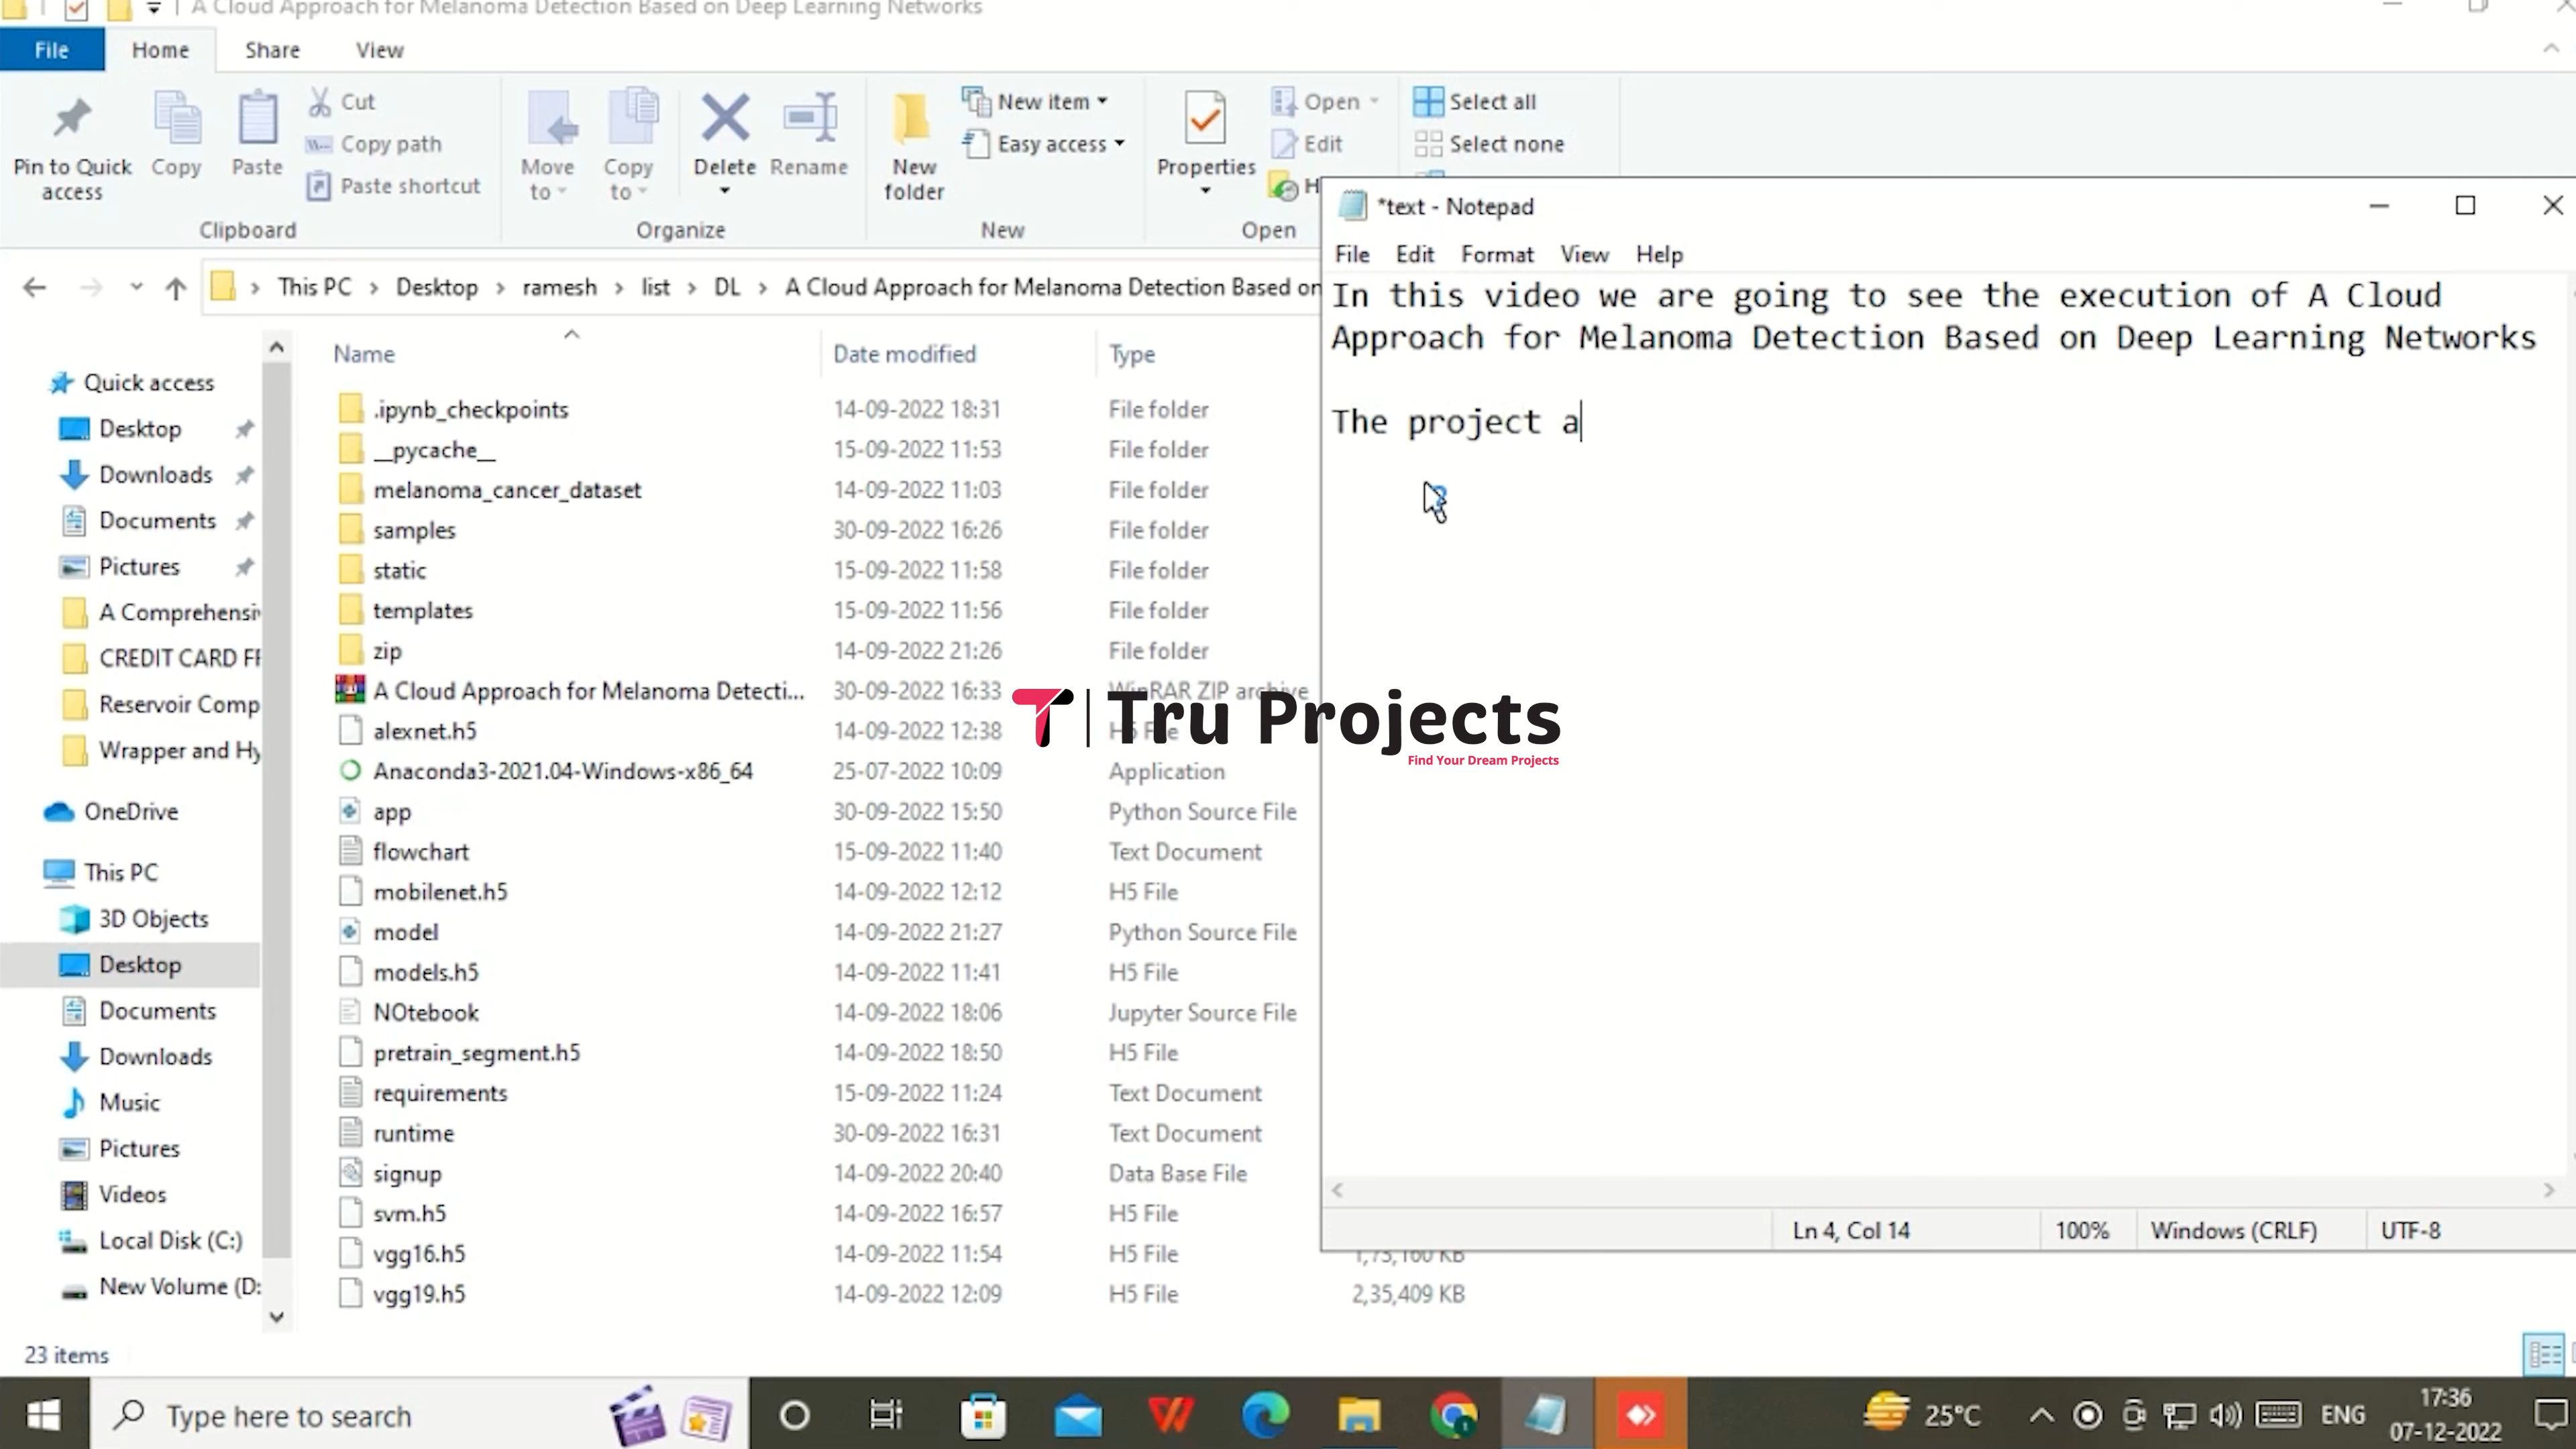 A Cloud Approach for Melanoma Detection Based on Deep Learning Networks
File Home Share View
Pin to Quick access
Copy
Paste
Cut
Copy path
Paste shortcut
Clipboard
Move to
Copy to
Delete
Rename
Organize
New folder
New item
Easy access
New
Properties
Open
Edit
H
Open
Select all
Select none
This PC > Desktop > ramesh > list > DL > A Cloud Approach for Melanoma Detection Based on
Quick access
Desktop
Downloads
Documents
Pictures
A Comprehensiv
CREDIT CARD FF
Reservoir Comp
Wrapper and Hy
OneDrive
This PC
3D Objects
Desktop
Documents
Downloads
Music
Pictures
Videos
Local Disk (C:)
New Volume (D:
Name Date modified Type
.ipynb_checkpoints 14-09-2022 18:31 File folder
__pycache__ 15-09-2022 11:53 File folder
melanoma_cancer_dataset 14-09-2022 11:03 File folder
samples 30-09-2022 16:26 File folder
static 15-09-2022 11:58 File folder
templates 15-09-2022 11:56 File folder
zip 14-09-2022 21:26 File folder
A Cloud Approach for Melanoma Detecti... 30-09-2022 16:33 WinRAR ZIP archive
alexnet.h5 14-09-2022 12:38 H5 File
Anaconda3-2021.04-Windows-x86_64 25-07-2022 10:09 Application
app 30-09-2022 15:50 Python Source File
flowchart 15-09-2022 11:40 Text Document
mobilenet.h5 14-09-2022 12:12 H5 File
model 14-09-2022 21:27 Python Source File
models.h5 14-09-2022 11:41 H5 File
NOtebook 14-09-2022 18:06 Jupyter Source File
pretrain_segment.h5 14-09-2022 18:50 H5 File
requirements 15-09-2022 11:24 Text Document
runtime 30-09-2022 16:31 Text Document
signup 14-09-2022 20:40 Data Base File
svm.h5 14-09-2022 16:57 H5 File
vgg16.h5 14-09-2022 11:54 H5 File 1,73,160 KB
vgg19.h5 14-09-2022 12:09 H5 File 2,35,409 KB
23 items
Tru Projects
Find Your Dream Projects
*text - Notepad
File Edit Format View Help
In this video we are going to see the execution of A Cloud
Approach for Melanoma Detection Based on Deep Learning Networks
The project a
Ln 4, Col 14 100% Windows (CRLF) UTF-8
Type here to search
25°C
ENG
17:36
07-12-2022